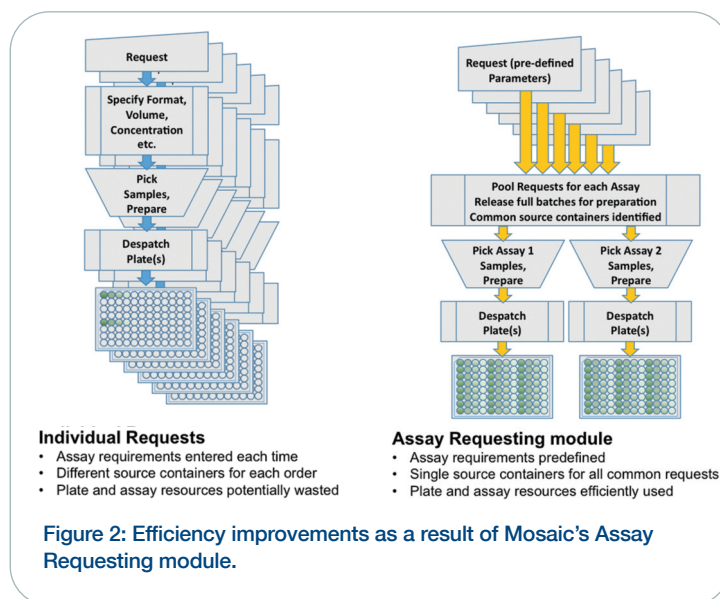 Request
Specify Format,
Volume,
Concentration
etc.
Pick
Samples,
Prepare
Despatch
Plate(s)
Individual Requests
• Assay requirements entered each time
• Different source containers for each order
• Plate and assay resources potentially wasted
Request (pre-defined
Parameters)
Pool Requests for each Assay
Release full batches for preparation
Common source containers identified
Pick Assay 1
Samples,
Prepare
Pick Assay 2
Samples,
Prepare
Despatch
Plate(s)
Despatch
Plate(s)
Assay Requesting module
• Assay requirements predefined
• Single source containers for all common requests
• Plate and assay resources efficiently used
Figure 2: Efficiency improvements as a result of Mosaic's Assay
Requesting module.